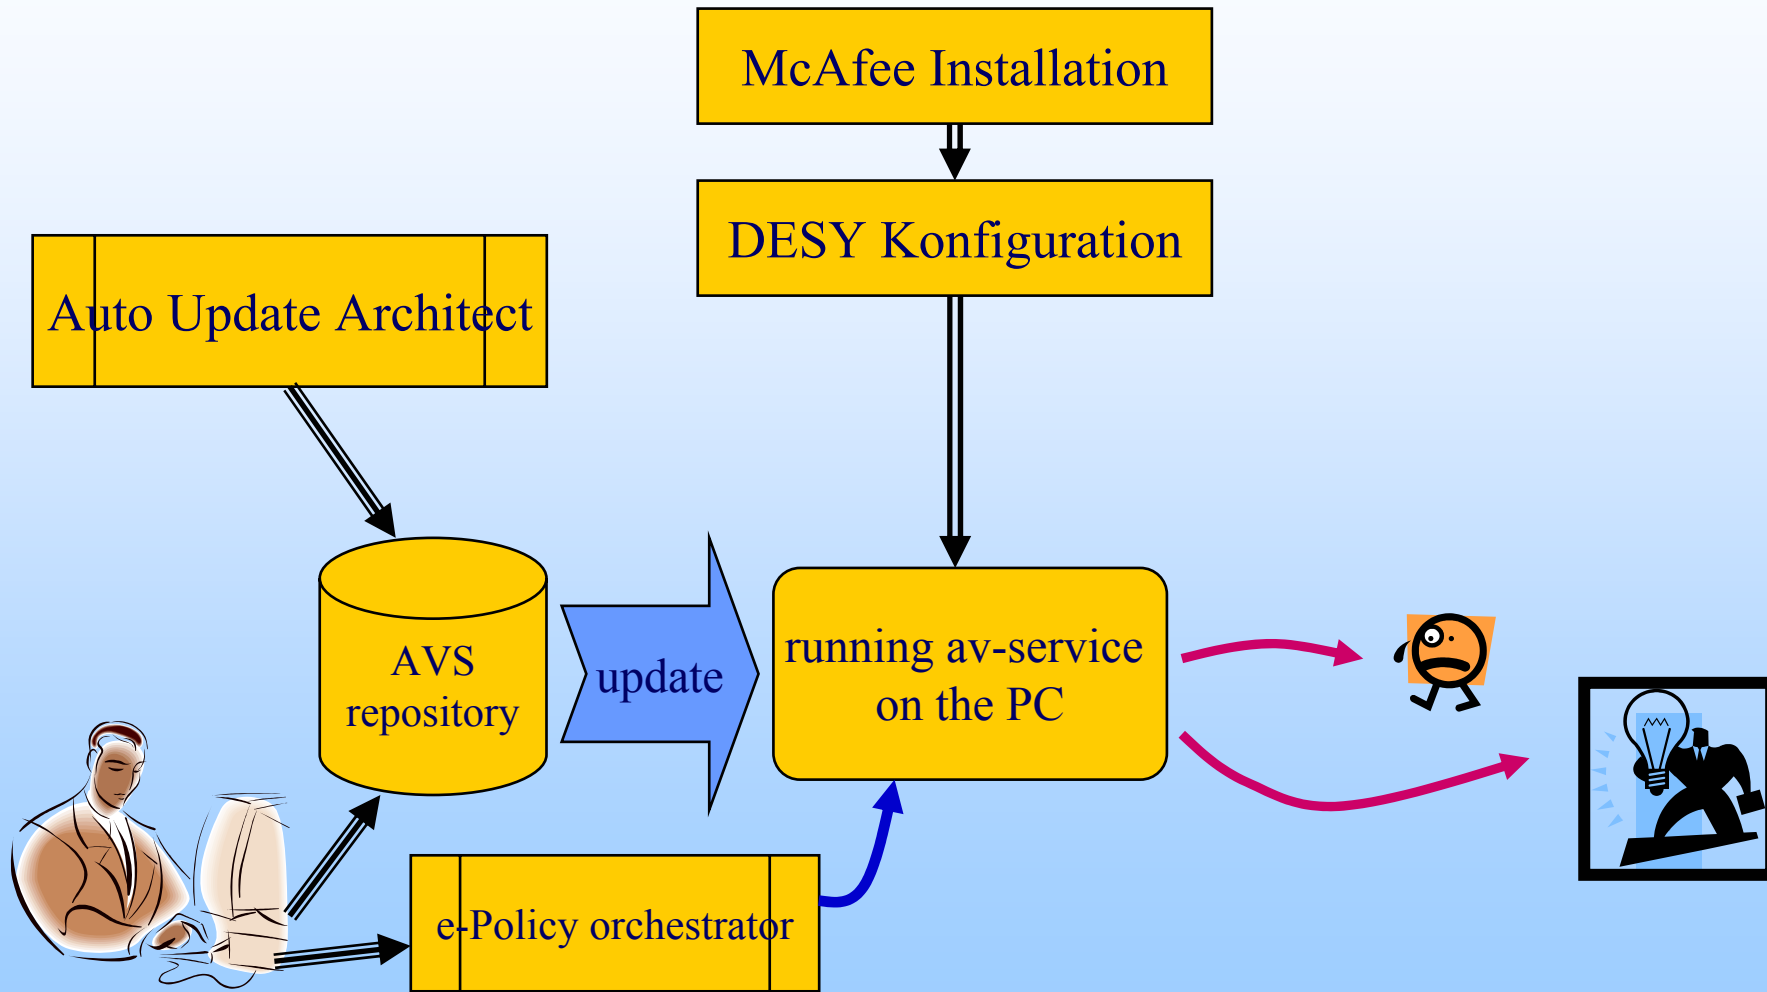 McAfee Installation
DESY Konfiguration
Auto Update Architect
AVS
repository
update
running av-service
on the PC
e-Policy orchestrator